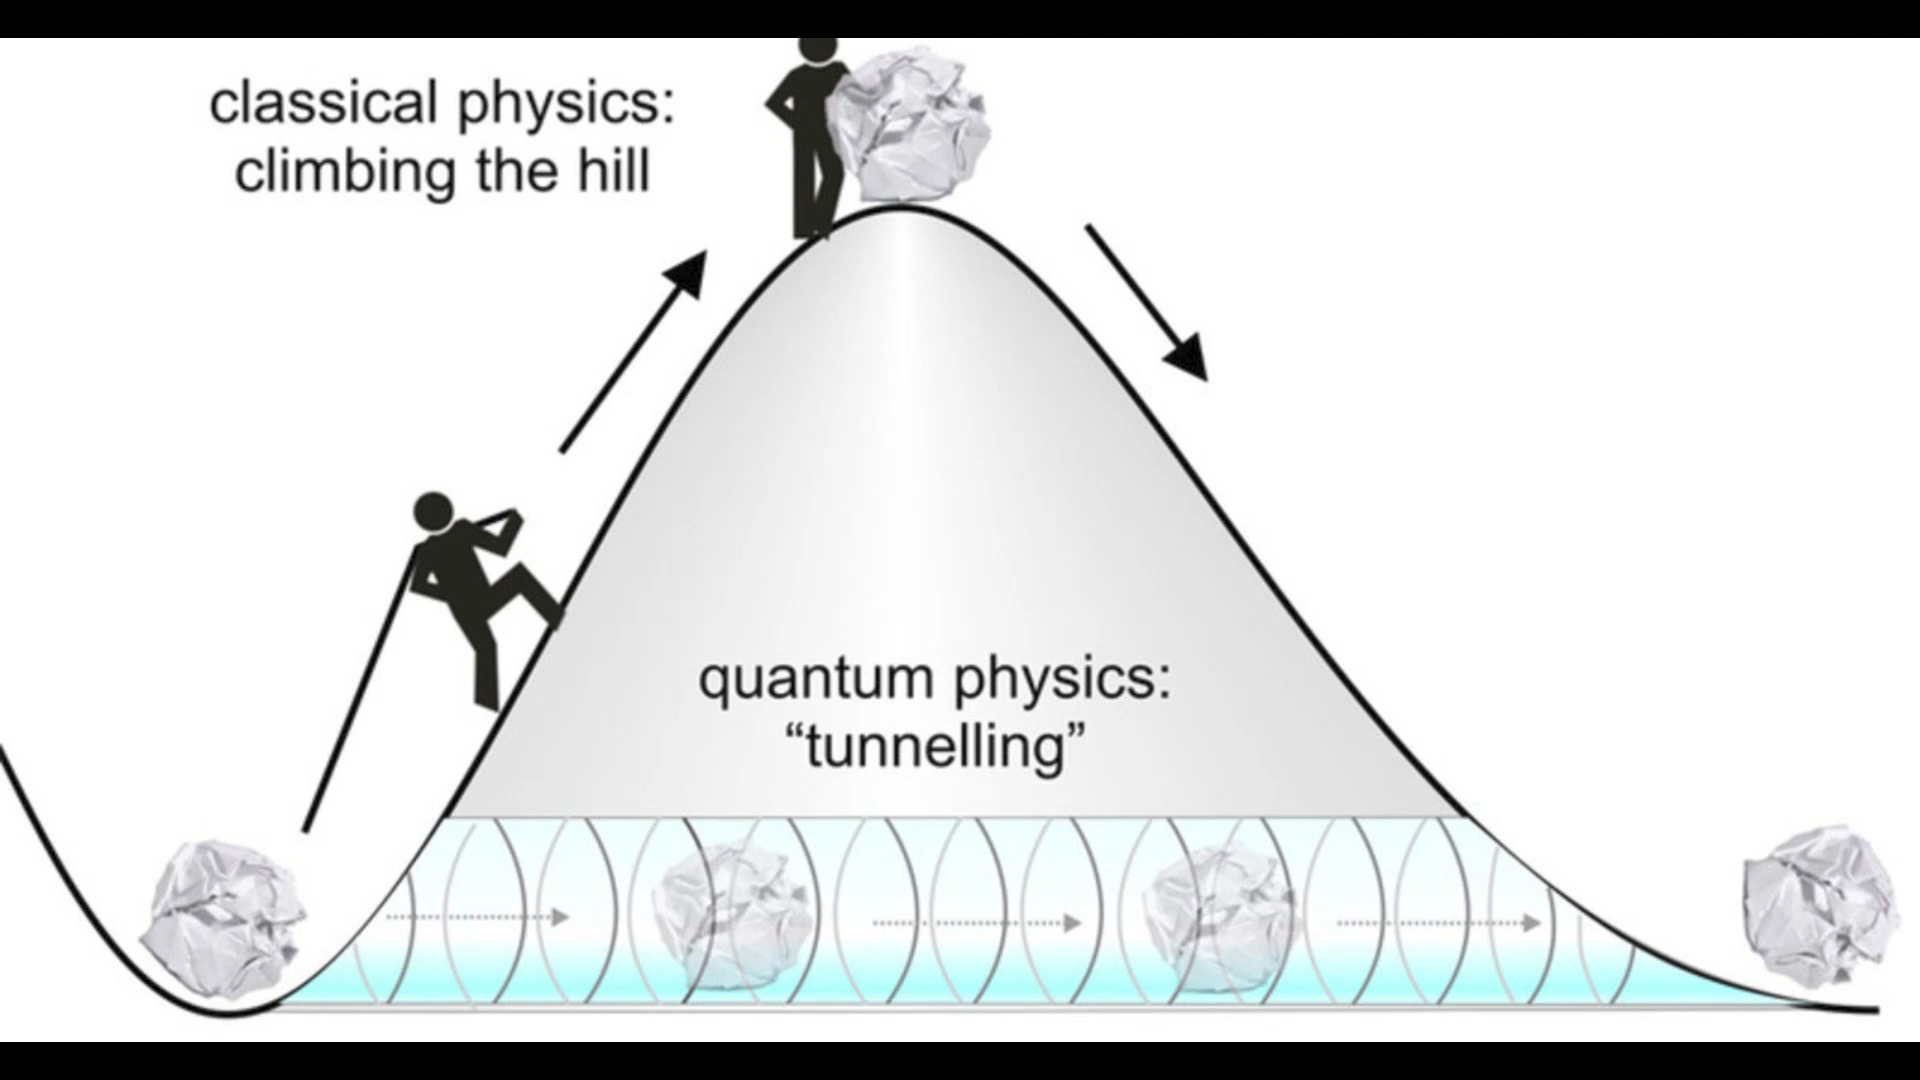 classical physics:
climbing the hill
quantum physics:
“tunnelling”